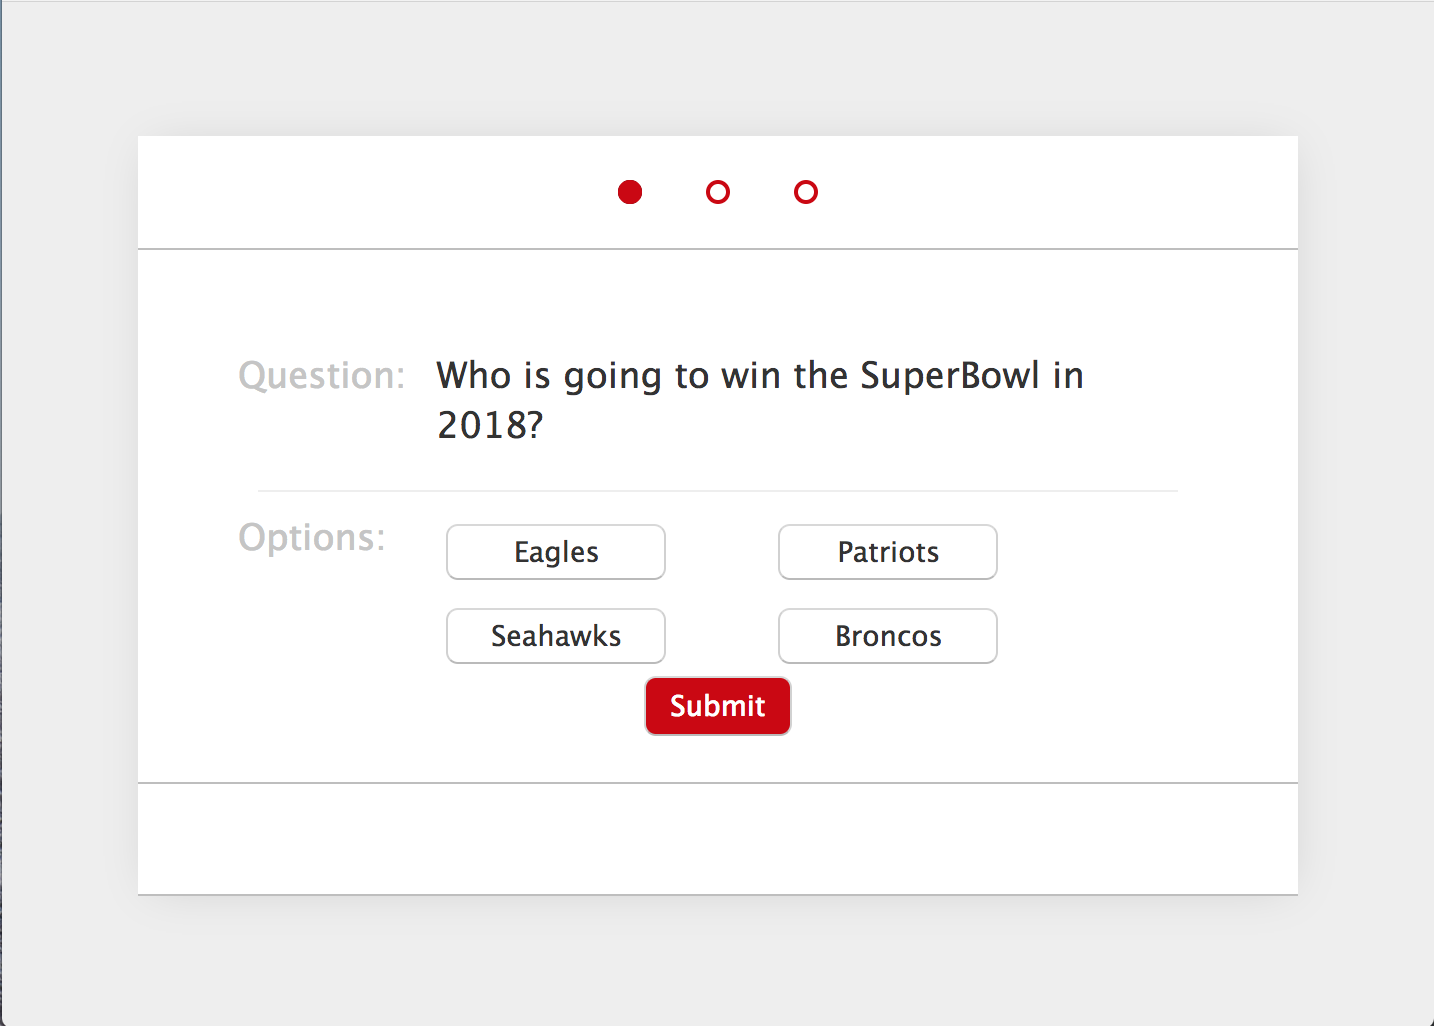 Question: Who is going to win the SuperBowl in
2018?
Options: Eagles Patriots
Seahawks Broncos
Submit